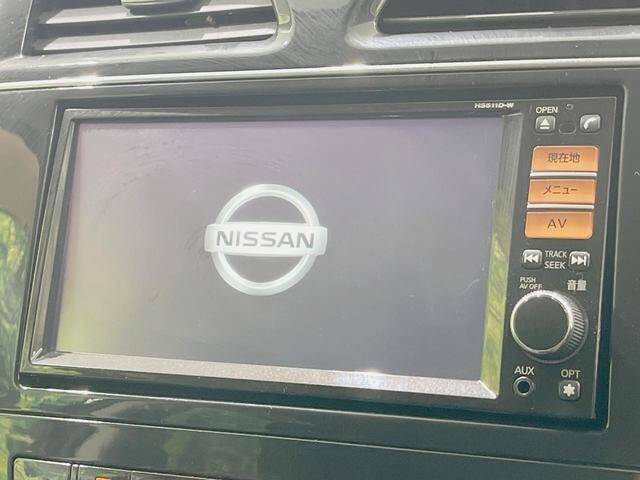 HS511D-W
OPEN
現在地
メニュー
AV
NISSAN
TRACK
SEEK
PUSH
AV OFF
音量
AUX
OPT